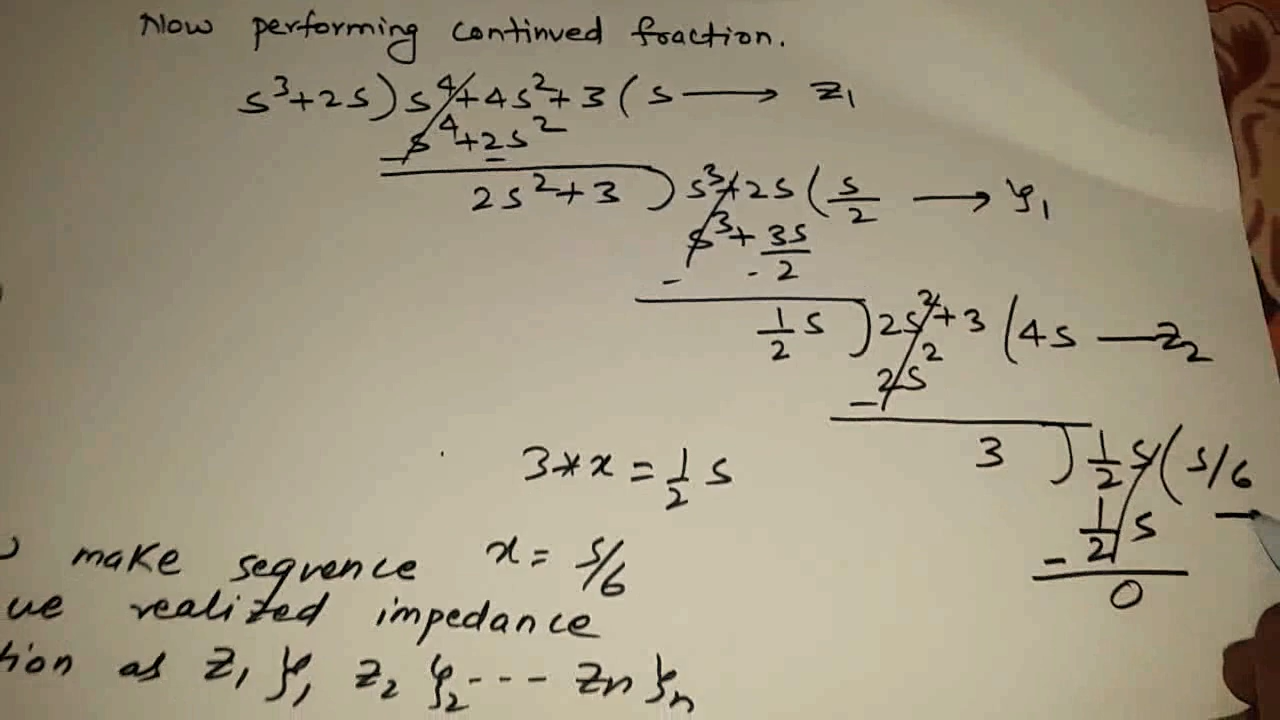 Now performing continued fraction.
s³+2s ) s⁴+4s²+3 ( s → Z₁
s⁴+2s²
2s²+3 ) s³+2s ( s/2 → Y₁
s³+3s/2
1/2 s ) 2s²+3 ( 4s — Z₂
2s²
3 ) 1/2 s ( s/6 →
1/2 s
0
3*x = 1/2 s
make sequence x = s/6
ue realized impedance
tion as Z₁ Y₁ Z₂ Y₂ --- Zn Yn